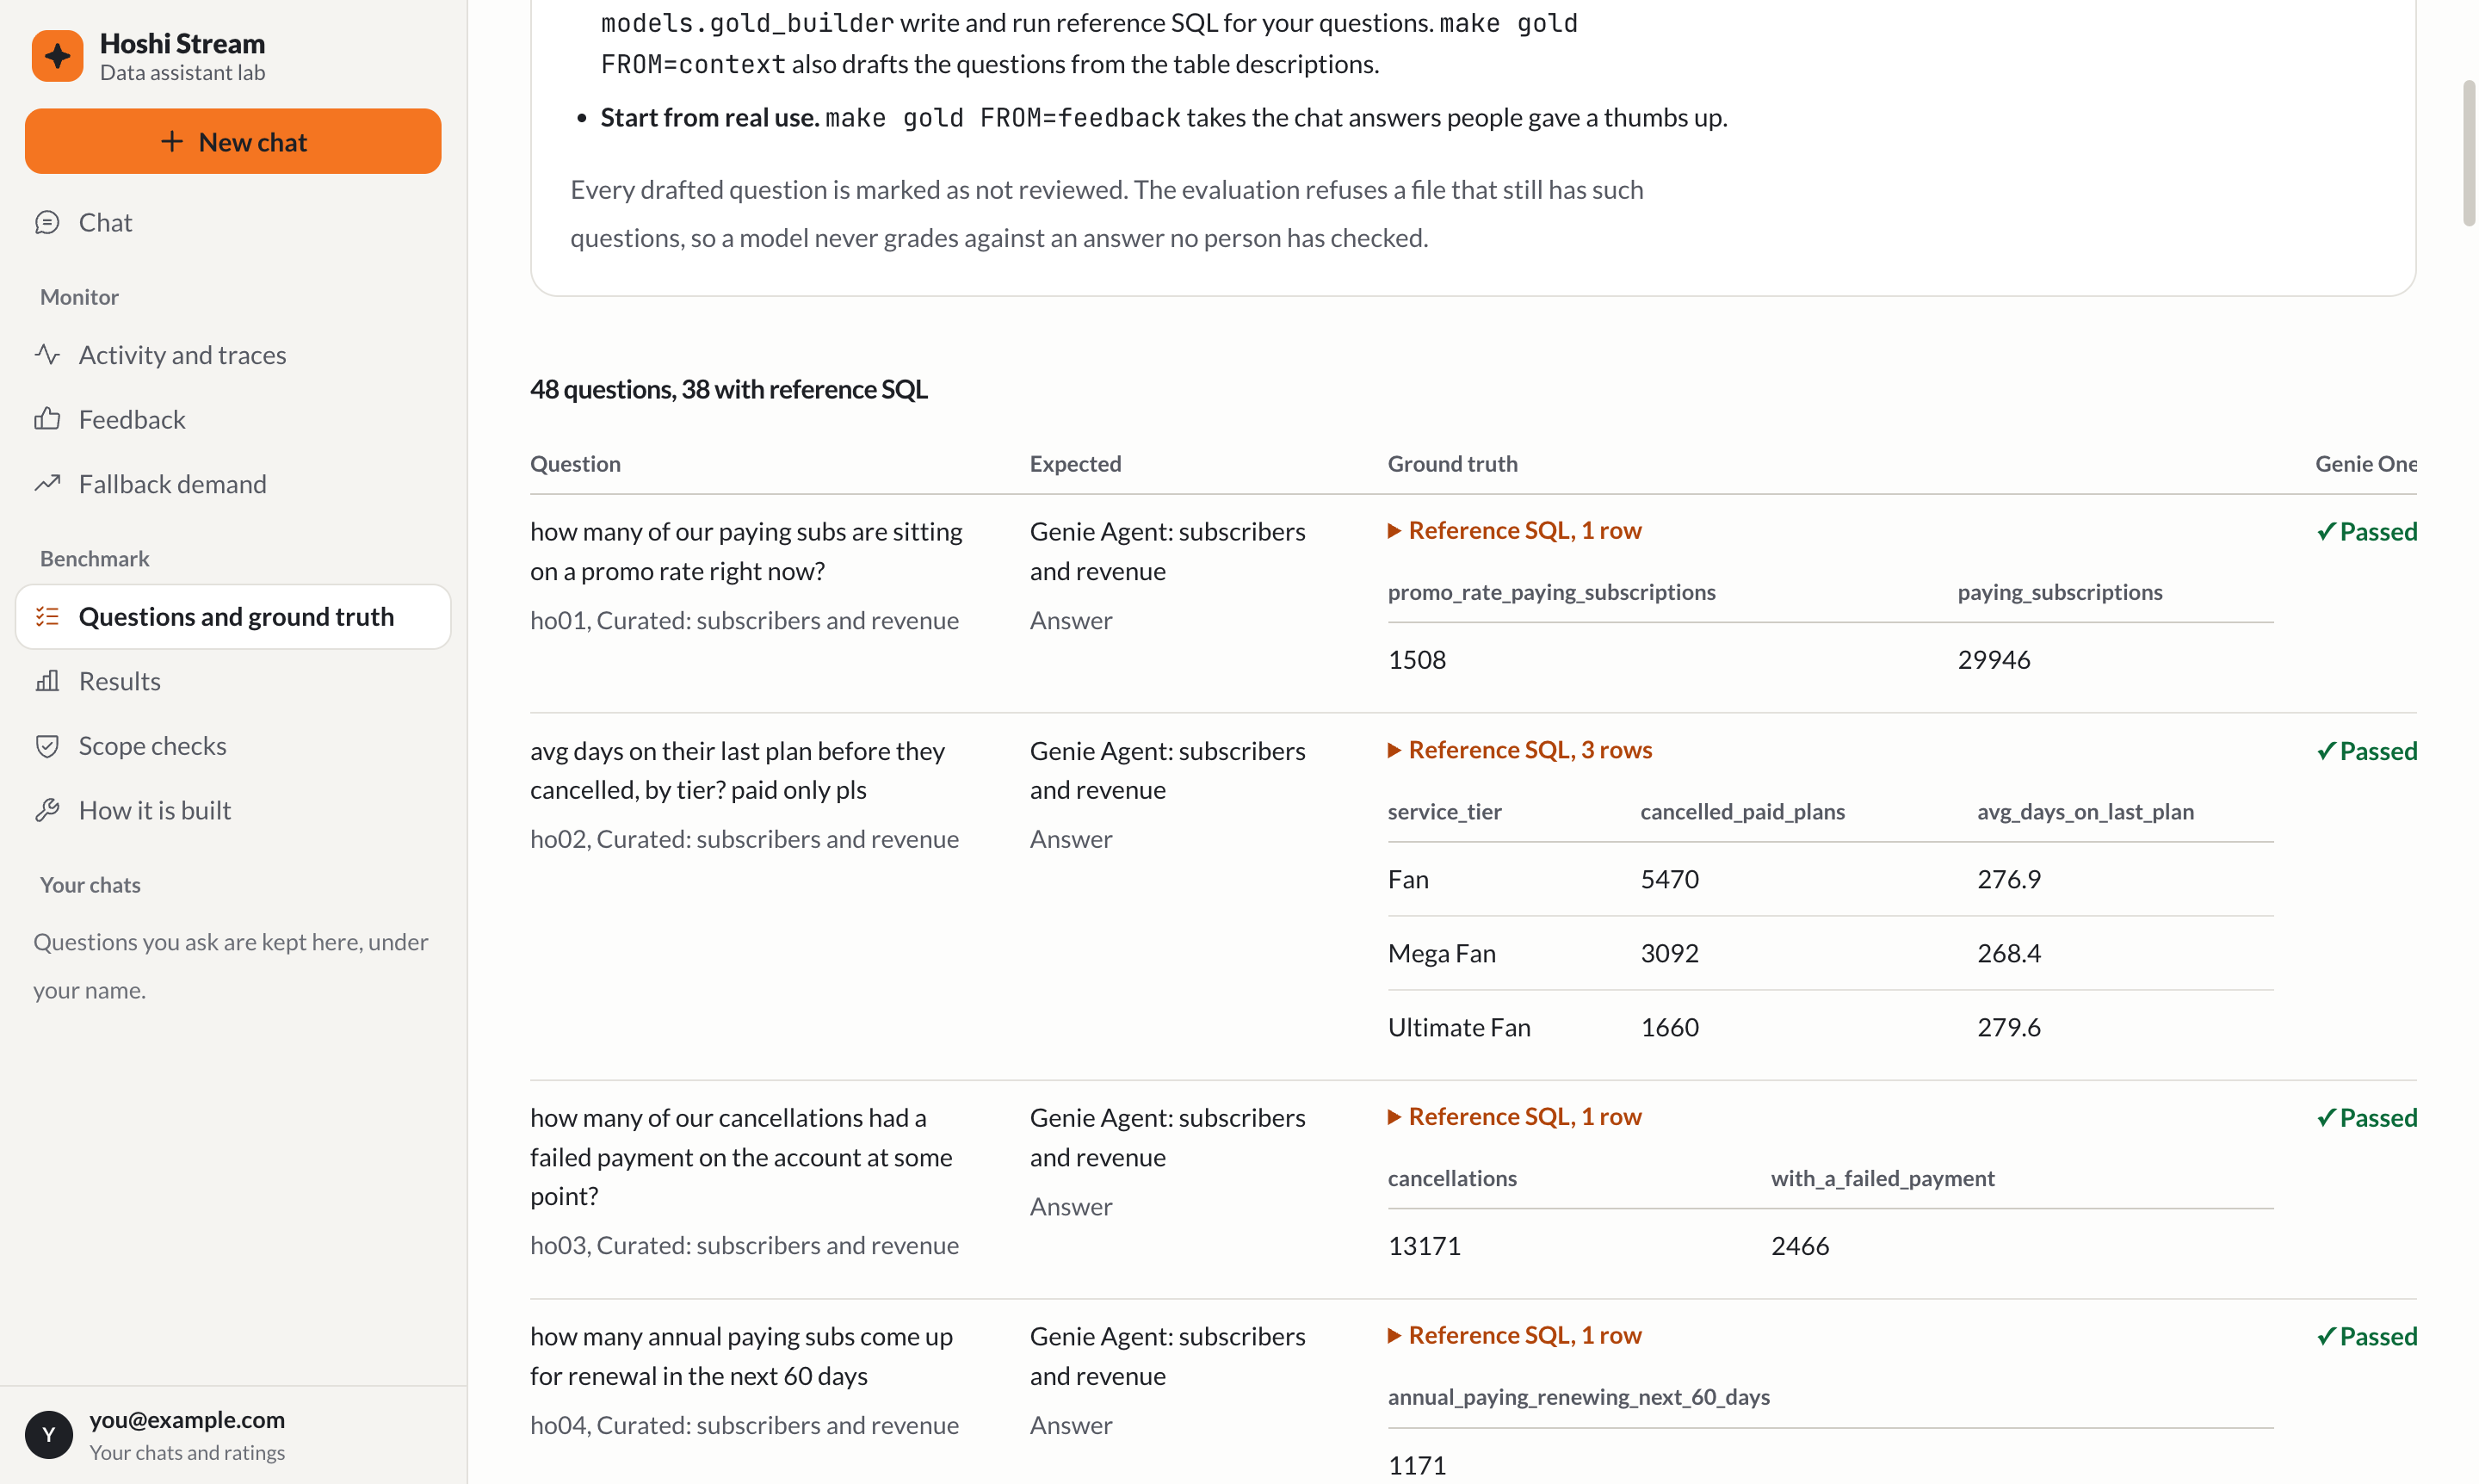 Hoshi Stream
Data assistant lab
New chat
Chat
Monitor
Activity and traces
Feedback
Fallback demand
Benchmark
Questions and ground truth
Results
Scope checks
How it is built
Your chats
Questions you ask are kept here, under
your name.
Y
you@example.com
Your chats and ratings
models.gold_builder write and run reference SQL for your questions. make gold
FROM=context also drafts the questions from the table descriptions.
• Start from real use. make gold FROM=feedback takes the chat answers people gave a thumbs up.
Every drafted question is marked as not reviewed. The evaluation refuses a file that still has such
questions, so a model never grades against an answer no person has checked.
48 questions, 38 with reference SQL
Question Expected Ground truth Genie One
how many of our paying subs are sitting
on a promo rate right now?
ho01, Curated: subscribers and revenue
Genie Agent: subscribers
and revenue
Answer
Reference SQL, 1 row
promo_rate_paying_subscriptions paying_subscriptions
1508 29946
✓ Passed
avg days on their last plan before they
cancelled, by tier? paid only pls
ho02, Curated: subscribers and revenue
Genie Agent: subscribers
and revenue
Answer
Reference SQL, 3 rows
service_tier cancelled_paid_plans avg_days_on_last_plan
Fan 5470 276.9
Mega Fan 3092 268.4
Ultimate Fan 1660 279.6
✓ Passed
how many of our cancellations had a
failed payment on the account at some
point?
ho03, Curated: subscribers and revenue
Genie Agent: subscribers
and revenue
Answer
Reference SQL, 1 row
cancellations with_a_failed_payment
13171 2466
✓ Passed
how many annual paying subs come up
for renewal in the next 60 days
ho04, Curated: subscribers and revenue
Genie Agent: subscribers
and revenue
Answer
Reference SQL, 1 row
annual_paying_renewing_next_60_days
1171
✓ Passed